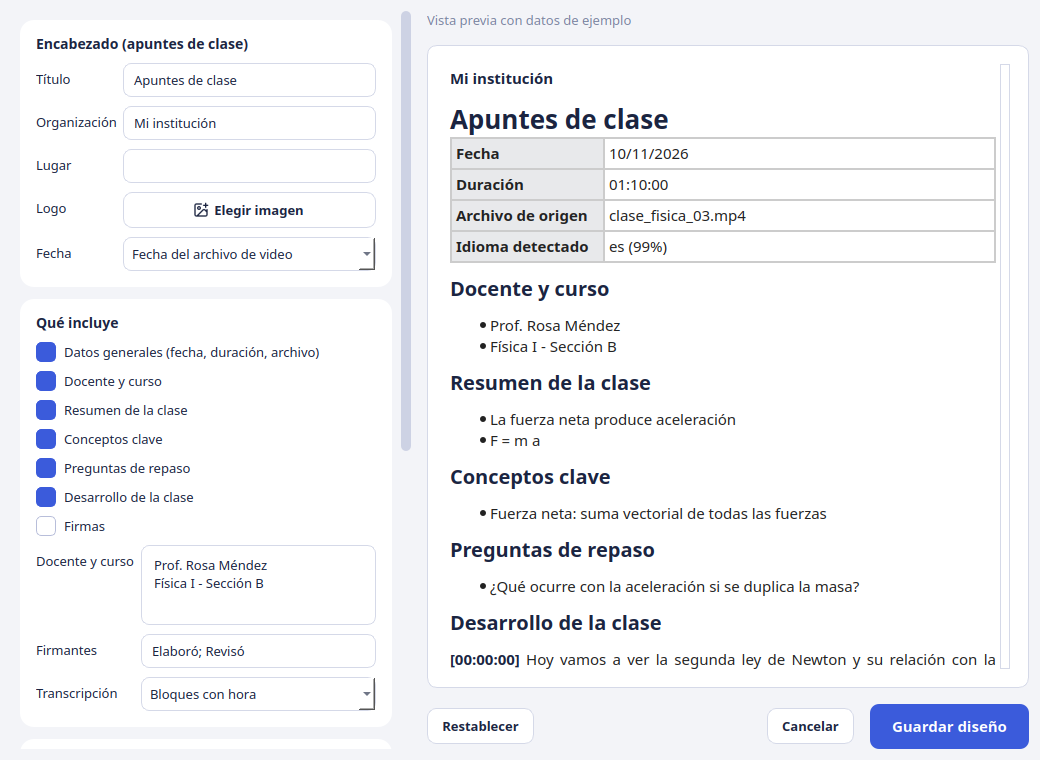 Encabezado (apuntes de clase)
Título
Apuntes de clase
Organización
Mi institución
Lugar
Logo
Elegir imagen
Fecha
Fecha del archivo de video
Qué incluye
Datos generales (fecha, duración, archivo)
Docente y curso
Resumen de la clase
Conceptos clave
Preguntas de repaso
Desarrollo de la clase
Firmas
Docente y curso
Prof. Rosa Méndez
Física I - Sección B
Firmantes
Elaboró; Revisó
Transcripción
Bloques con hora
Vista previa con datos de ejemplo
Mi institución
Apuntes de clase
Fecha 10/11/2026
Duración 01:10:00
Archivo de origen clase_fisica_03.mp4
Idioma detectado es (99%)
Docente y curso
Prof. Rosa Méndez
Física I - Sección B
Resumen de la clase
La fuerza neta produce aceleración
F = m a
Conceptos clave
Fuerza neta: suma vectorial de todas las fuerzas
Preguntas de repaso
¿Qué ocurre con la aceleración si se duplica la masa?
Desarrollo de la clase
[00:00:00] Hoy vamos a ver la segunda ley de Newton y su relación con la
Restablecer
Cancelar
Guardar diseño